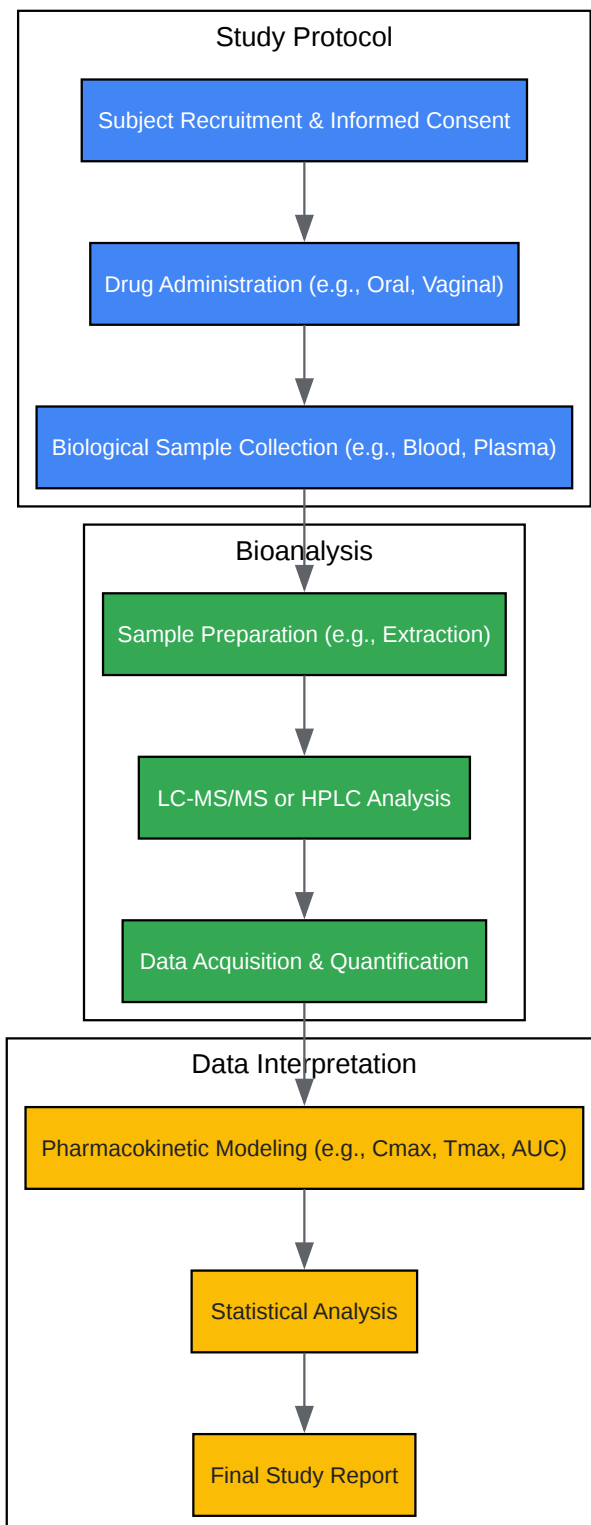 Study Protocol
Subject Recruitment & Informed Consent
Drug Administration (e.g., Oral, Vaginal)
Biological Sample Collection (e.g., Blood, Plasma)
Bioanalysis
Sample Preparation (e.g., Extraction)
LC-MS/MS or HPLC Analysis
Data Acquisition & Quantification
Data Interpretation
Pharmacokinetic Modeling (e.g., Cmax, Tmax, AUC)
Statistical Analysis
Final Study Report